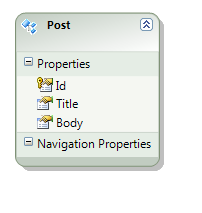 Post
Properties
Id
Title
Body
Navigation Properties